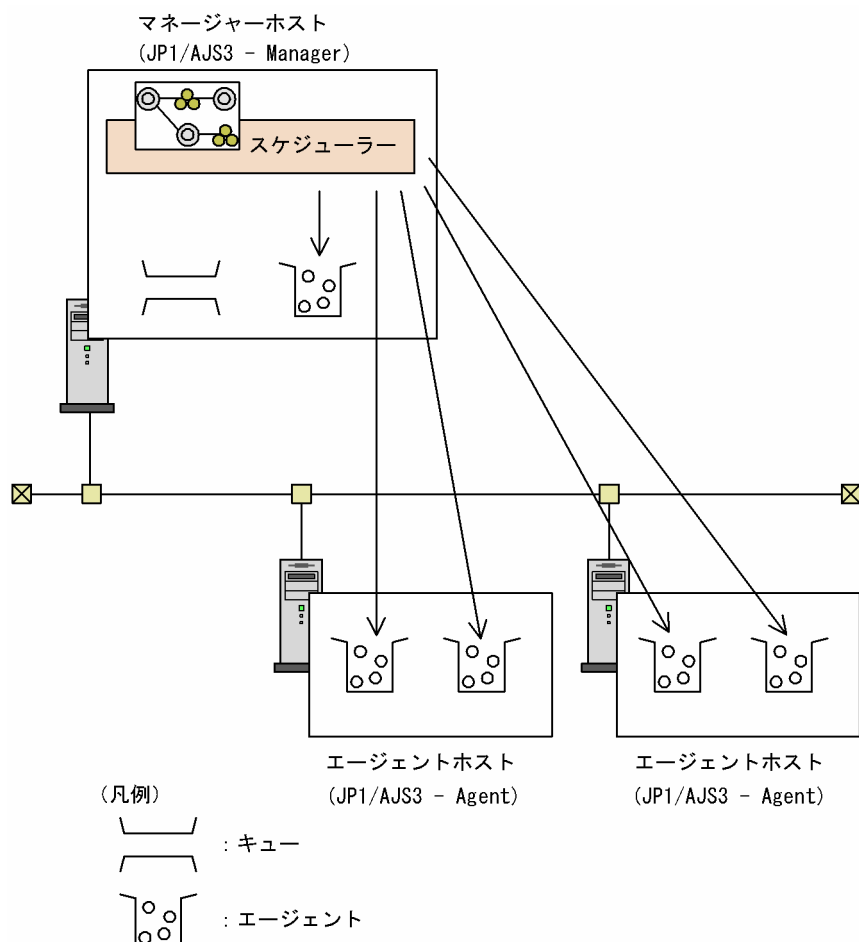 マネージャーホスト
(JP1/AJS3 - Manager)
スケジューラー
エージェントホスト
(JP1/AJS3 - Agent)
エージェントホスト
(JP1/AJS3 - Agent)
(凡例)
：キュー
：エージェント